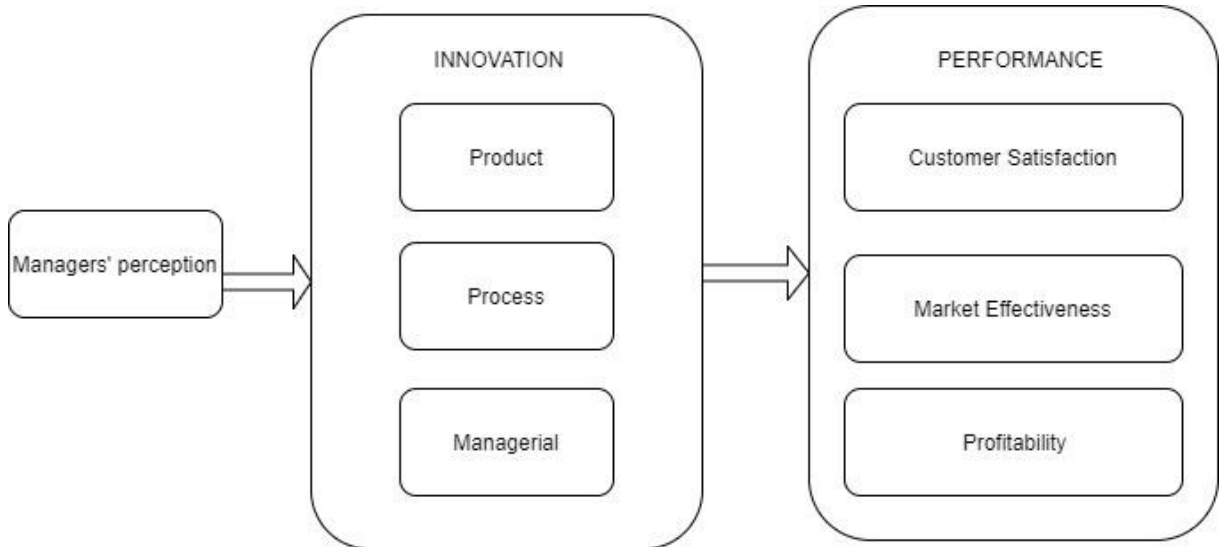 Managers' perception
INNOVATION
Product
Process
Managerial
PERFORMANCE
Customer Satisfaction
Market Effectiveness
Profitability